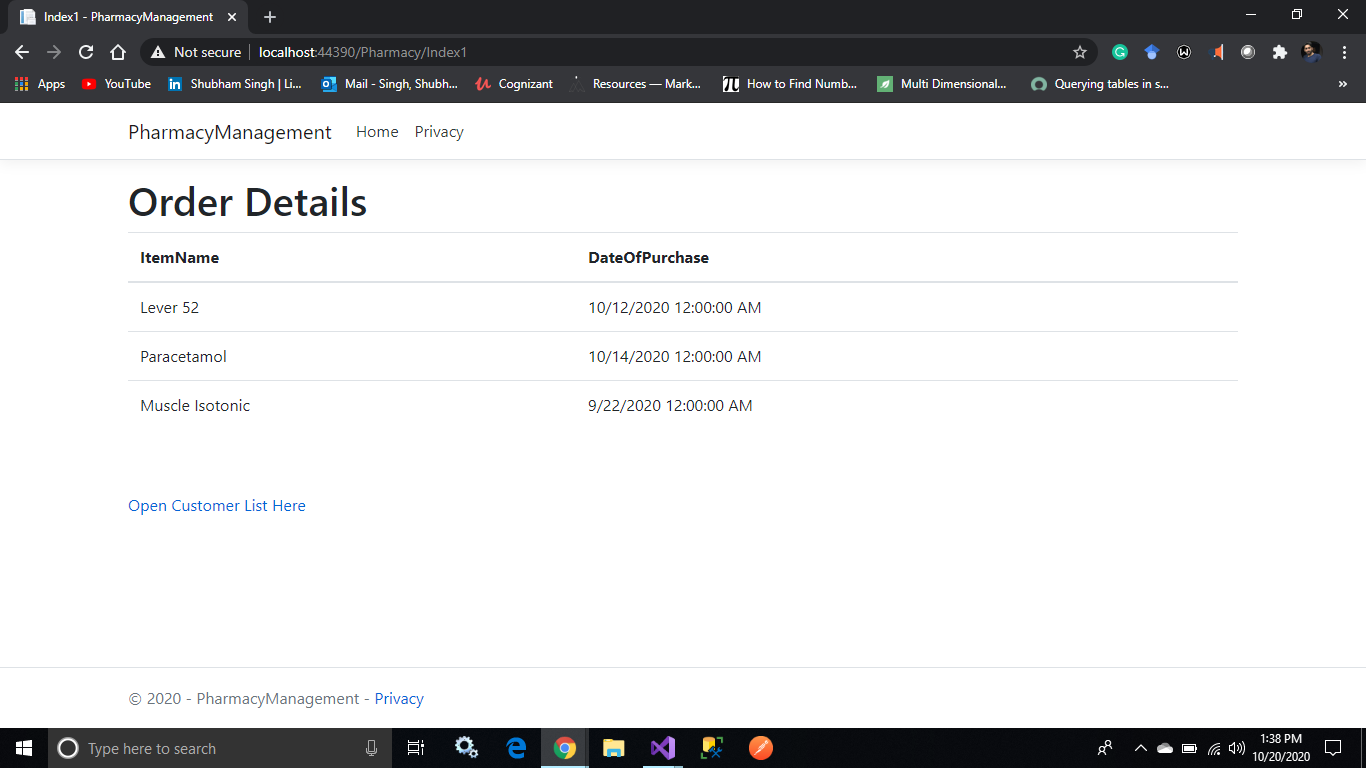 Index1 - PharmacyManagement
Not secure localhost:44390/Pharmacy/Index1
Apps YouTube Shubham Singh | Li... Mail - Singh, Shubh... Cognizant Resources — Mark... How to Find Numb... Multi Dimensional... Querying tables in s... »
PharmacyManagement Home Privacy
Order Details
ItemName DateOfPurchase
Lever 52 10/12/2020 12:00:00 AM
Paracetamol 10/14/2020 12:00:00 AM
Muscle Isotonic 9/22/2020 12:00:00 AM
Open Customer List Here
© 2020 - PharmacyManagement - Privacy
Type here to search
1:38 PM
10/20/2020